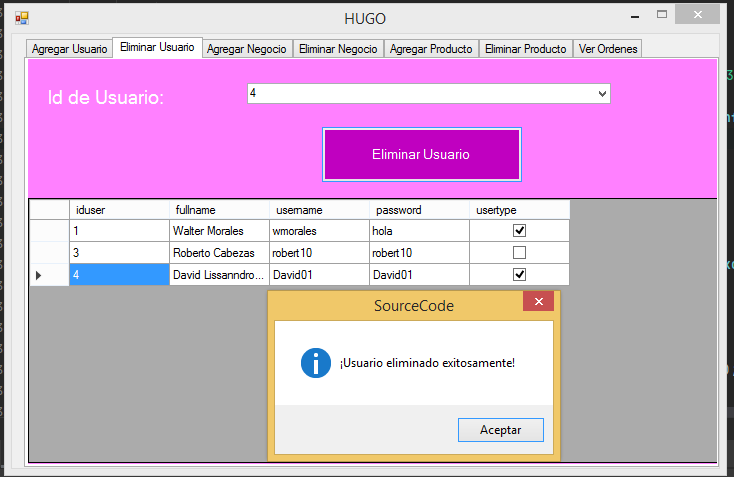 HUGO
Agregar Usuario Eliminar Usuario Agregar Negocio Eliminar Negocio Agregar Producto Eliminar Producto Ver Ordenes
Id de Usuario: 4
Eliminar Usuario
iduser fullname username password usertype
1 Walter Morales wmorales hola
3 Roberto Cabezas robert10 robert10
4 David Lissanndro... David01 David01
SourceCode
¡Usuario eliminado exitosamente!
Aceptar